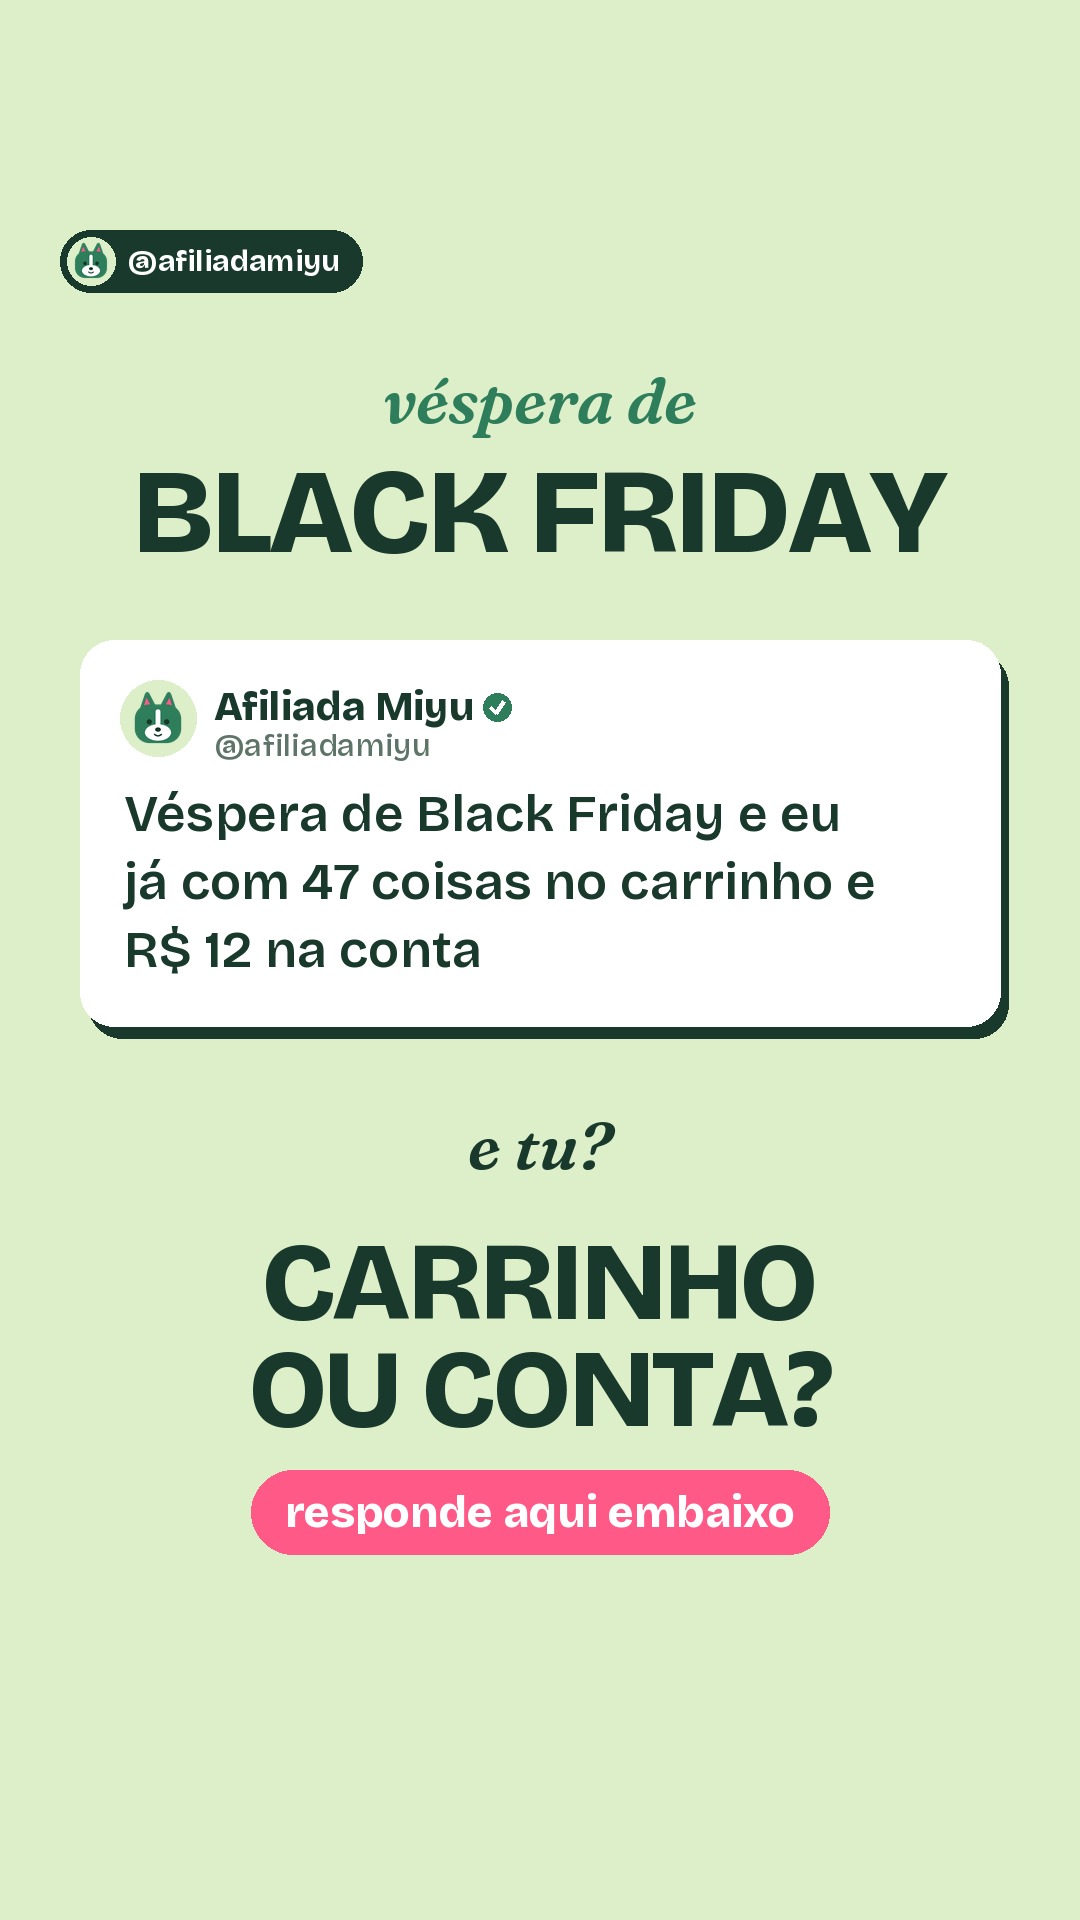 @afiliadamiyu
véspera de
BLACK FRIDAY
Afiliada Miyu
@afiliadamiyu
Véspera de Black Friday e eu
já com 47 coisas no carrinho e
R$ 12 na conta
e tu?
CARRINHO
OU CONTA?
responde aqui embaixo